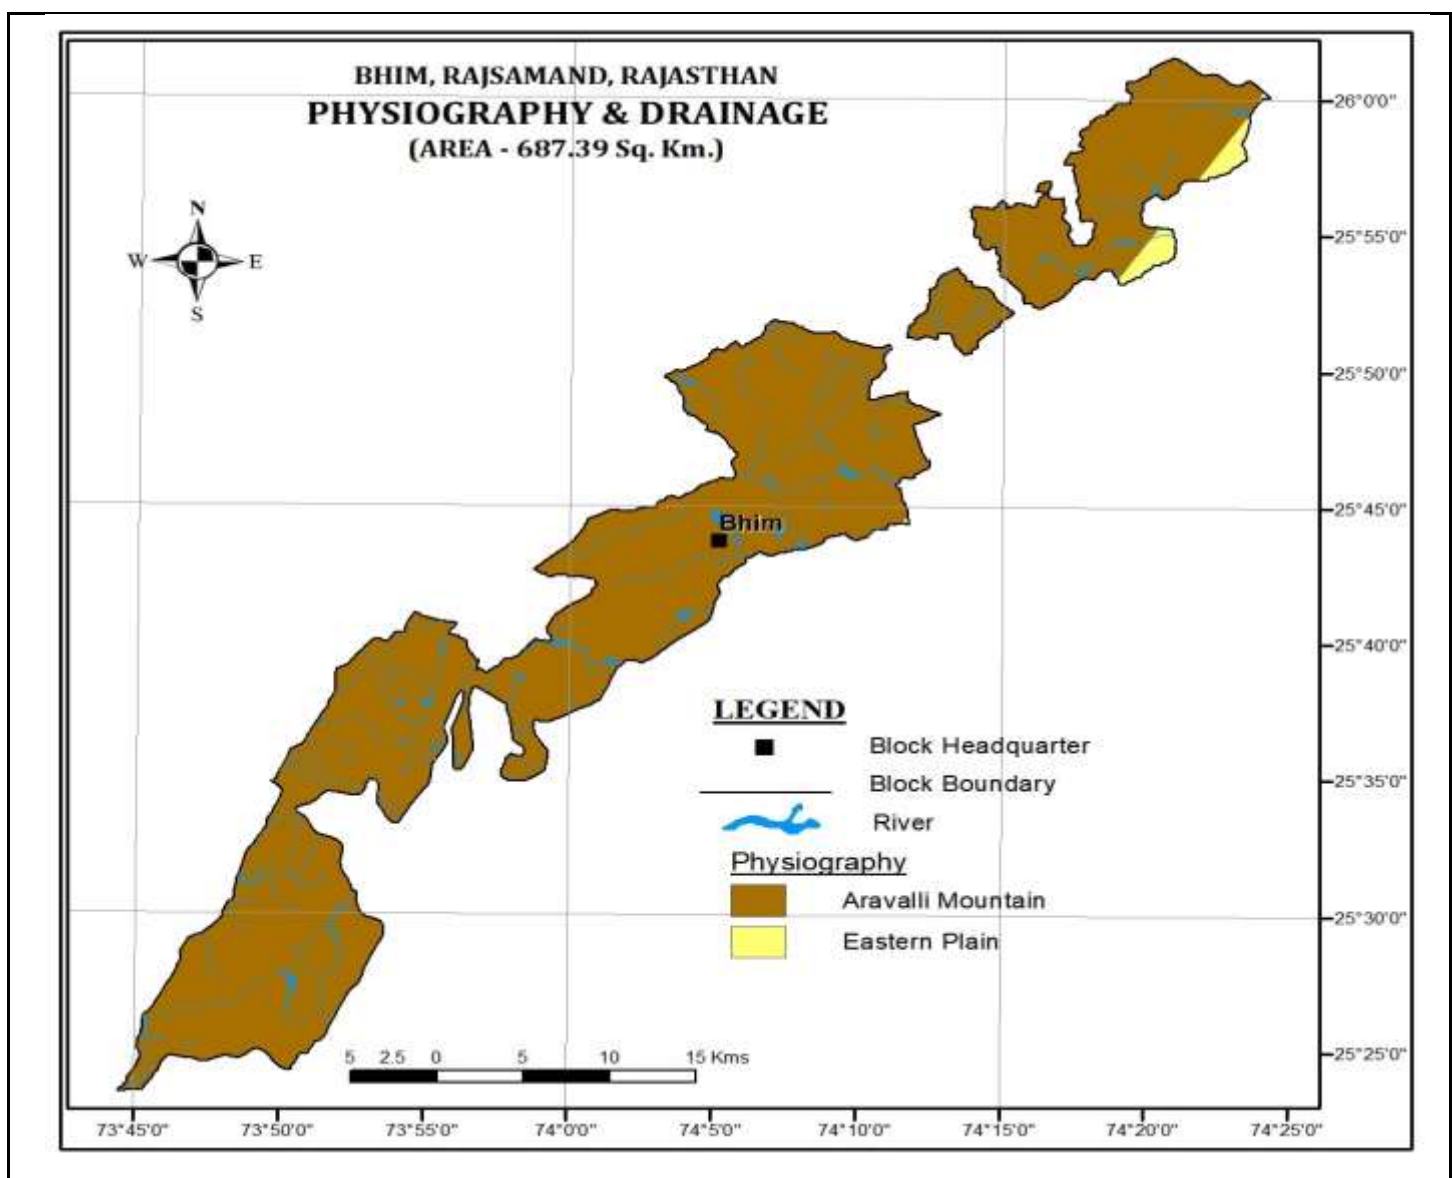 BHIM, RAJSAMAND, RAJASTHAN
PHYSIOGRAPHY & DRAINAGE
(AREA - 687.39 Sq. Km.)
N
W E
S
26°0'0"
25°55'0"
25°50'0"
25°45'0"
25°40'0"
25°35'0"
25°30'0"
25°25'0"
Bhim
LEGEND
Block Headquarter
Block Boundary
River
Physiography
Aravalli Mountain
Eastern Plain
5 2.5 0 5 10 15 Kms
73°45'0" 73°50'0" 73°55'0" 74°0'0" 74°5'0" 74°10'0" 74°15'0" 74°20'0" 74°25'0"